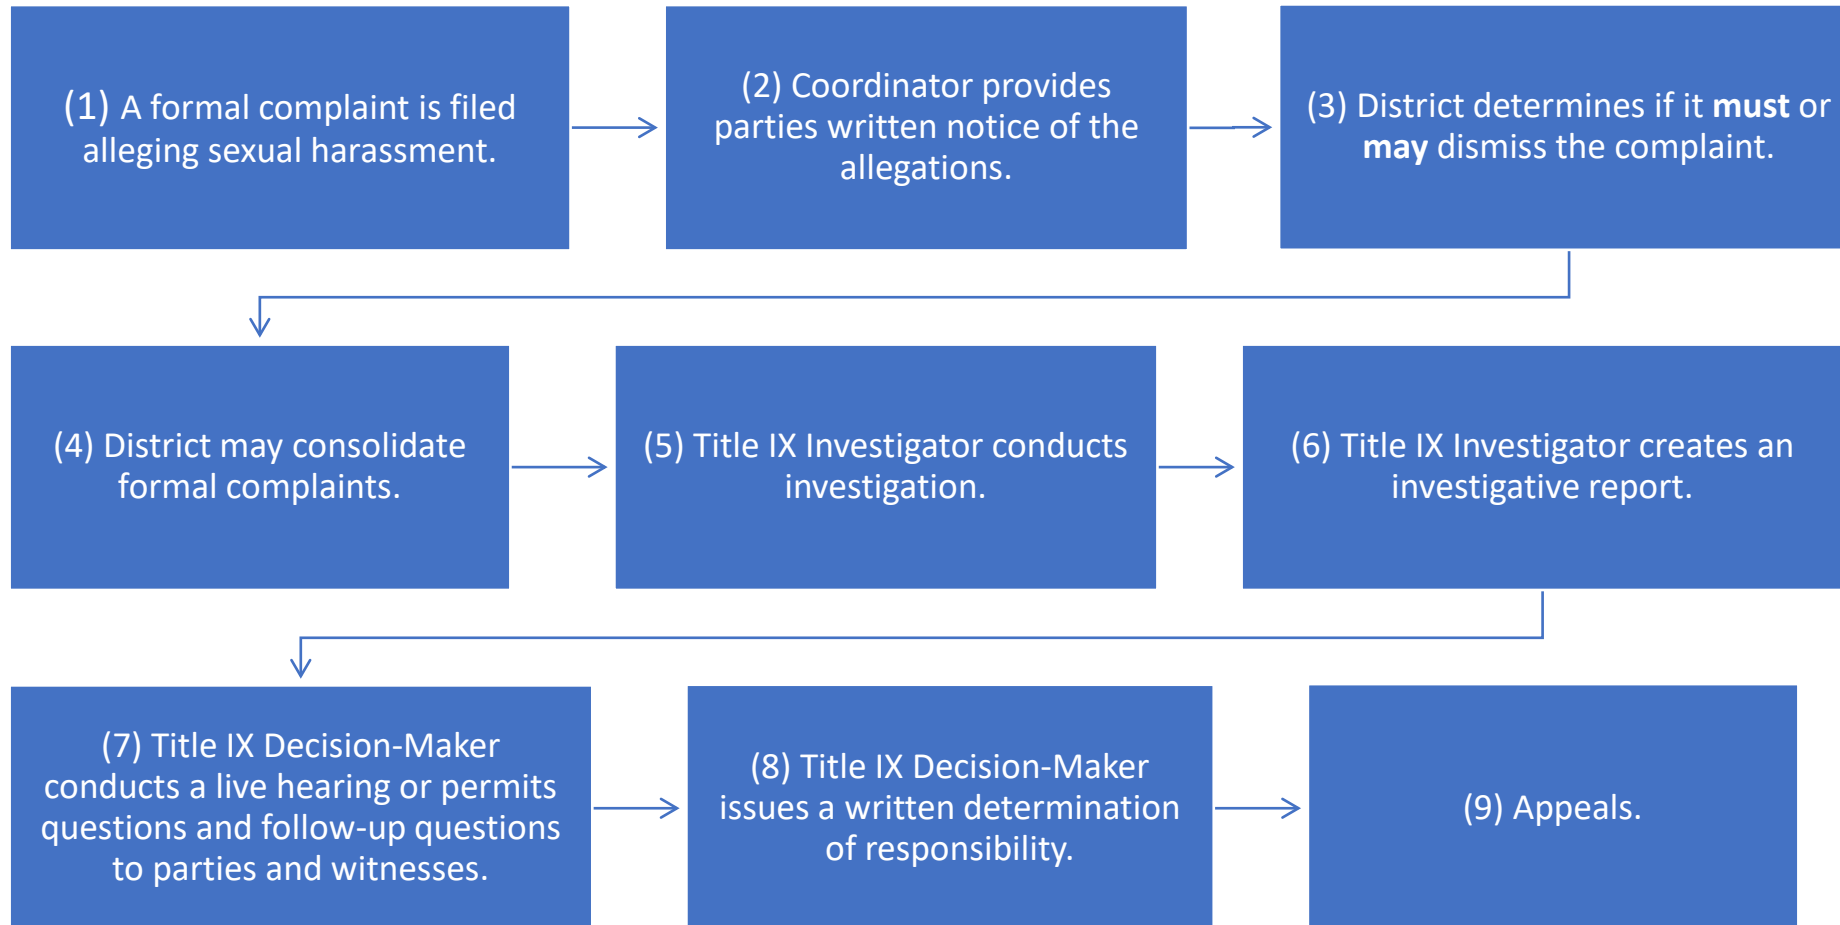 (1) A formal complaint is filed
alleging sexual harassment.
(2) Coordinator provides
parties written notice of the
allegations.
(3) District determines if it must or
may dismiss the complaint.
(4) District may consolidate
formal complaints.
(5) Title IX Investigator conducts
investigation.
(6) Title IX Investigator creates an
investigative report.
(7) Title IX Decision-Maker
conducts a live hearing or permits
questions and follow-up questions
to parties and witnesses.
(8) Title IX Decision-Maker
issues a written determination
of responsibility.
(9) Appeals.